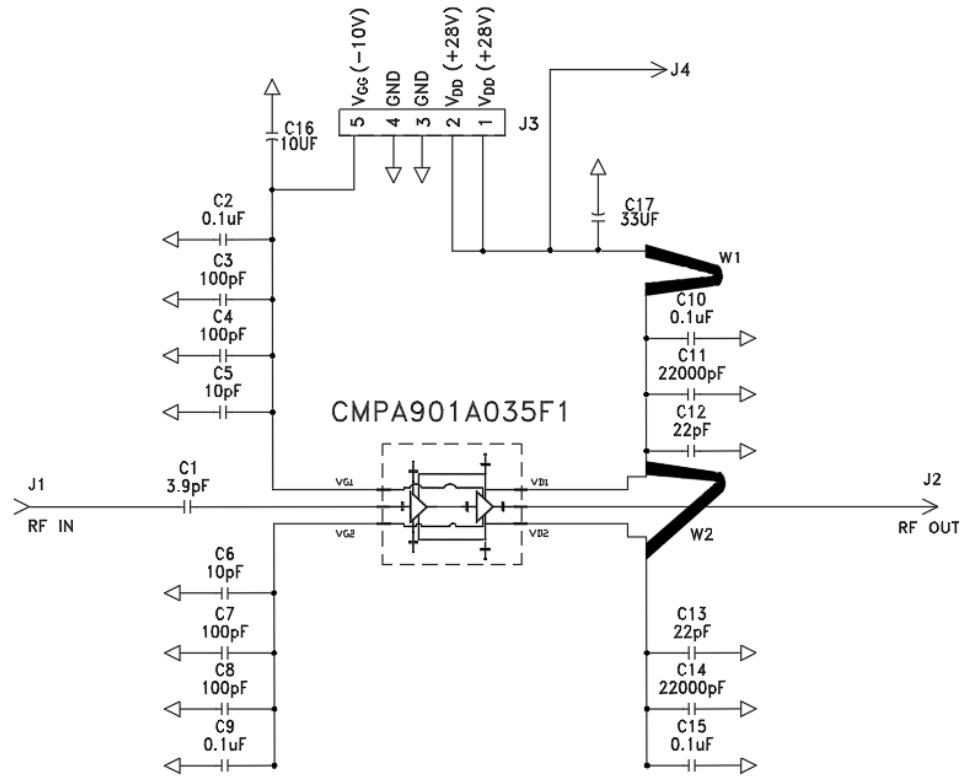 VGG (-10V)
GND
GND
VDD (+28V)
VDD (+28V)
5 4 3 2 1
J3
J4
C16
10UF
C17
33UF
C2
0.1uF
C3
100pF
C4
100pF
C5
10pF
W1
C10
0.1uF
C11
22000pF
C12
22pF
CMPA901A035F1
J1
RF IN
C1
3.9pF
VG1
VG2
VD1
VD2
W2
J2
RF OUT
C6
10pF
C7
100pF
C8
100pF
C9
0.1uF
C13
22pF
C14
22000pF
C15
0.1uF